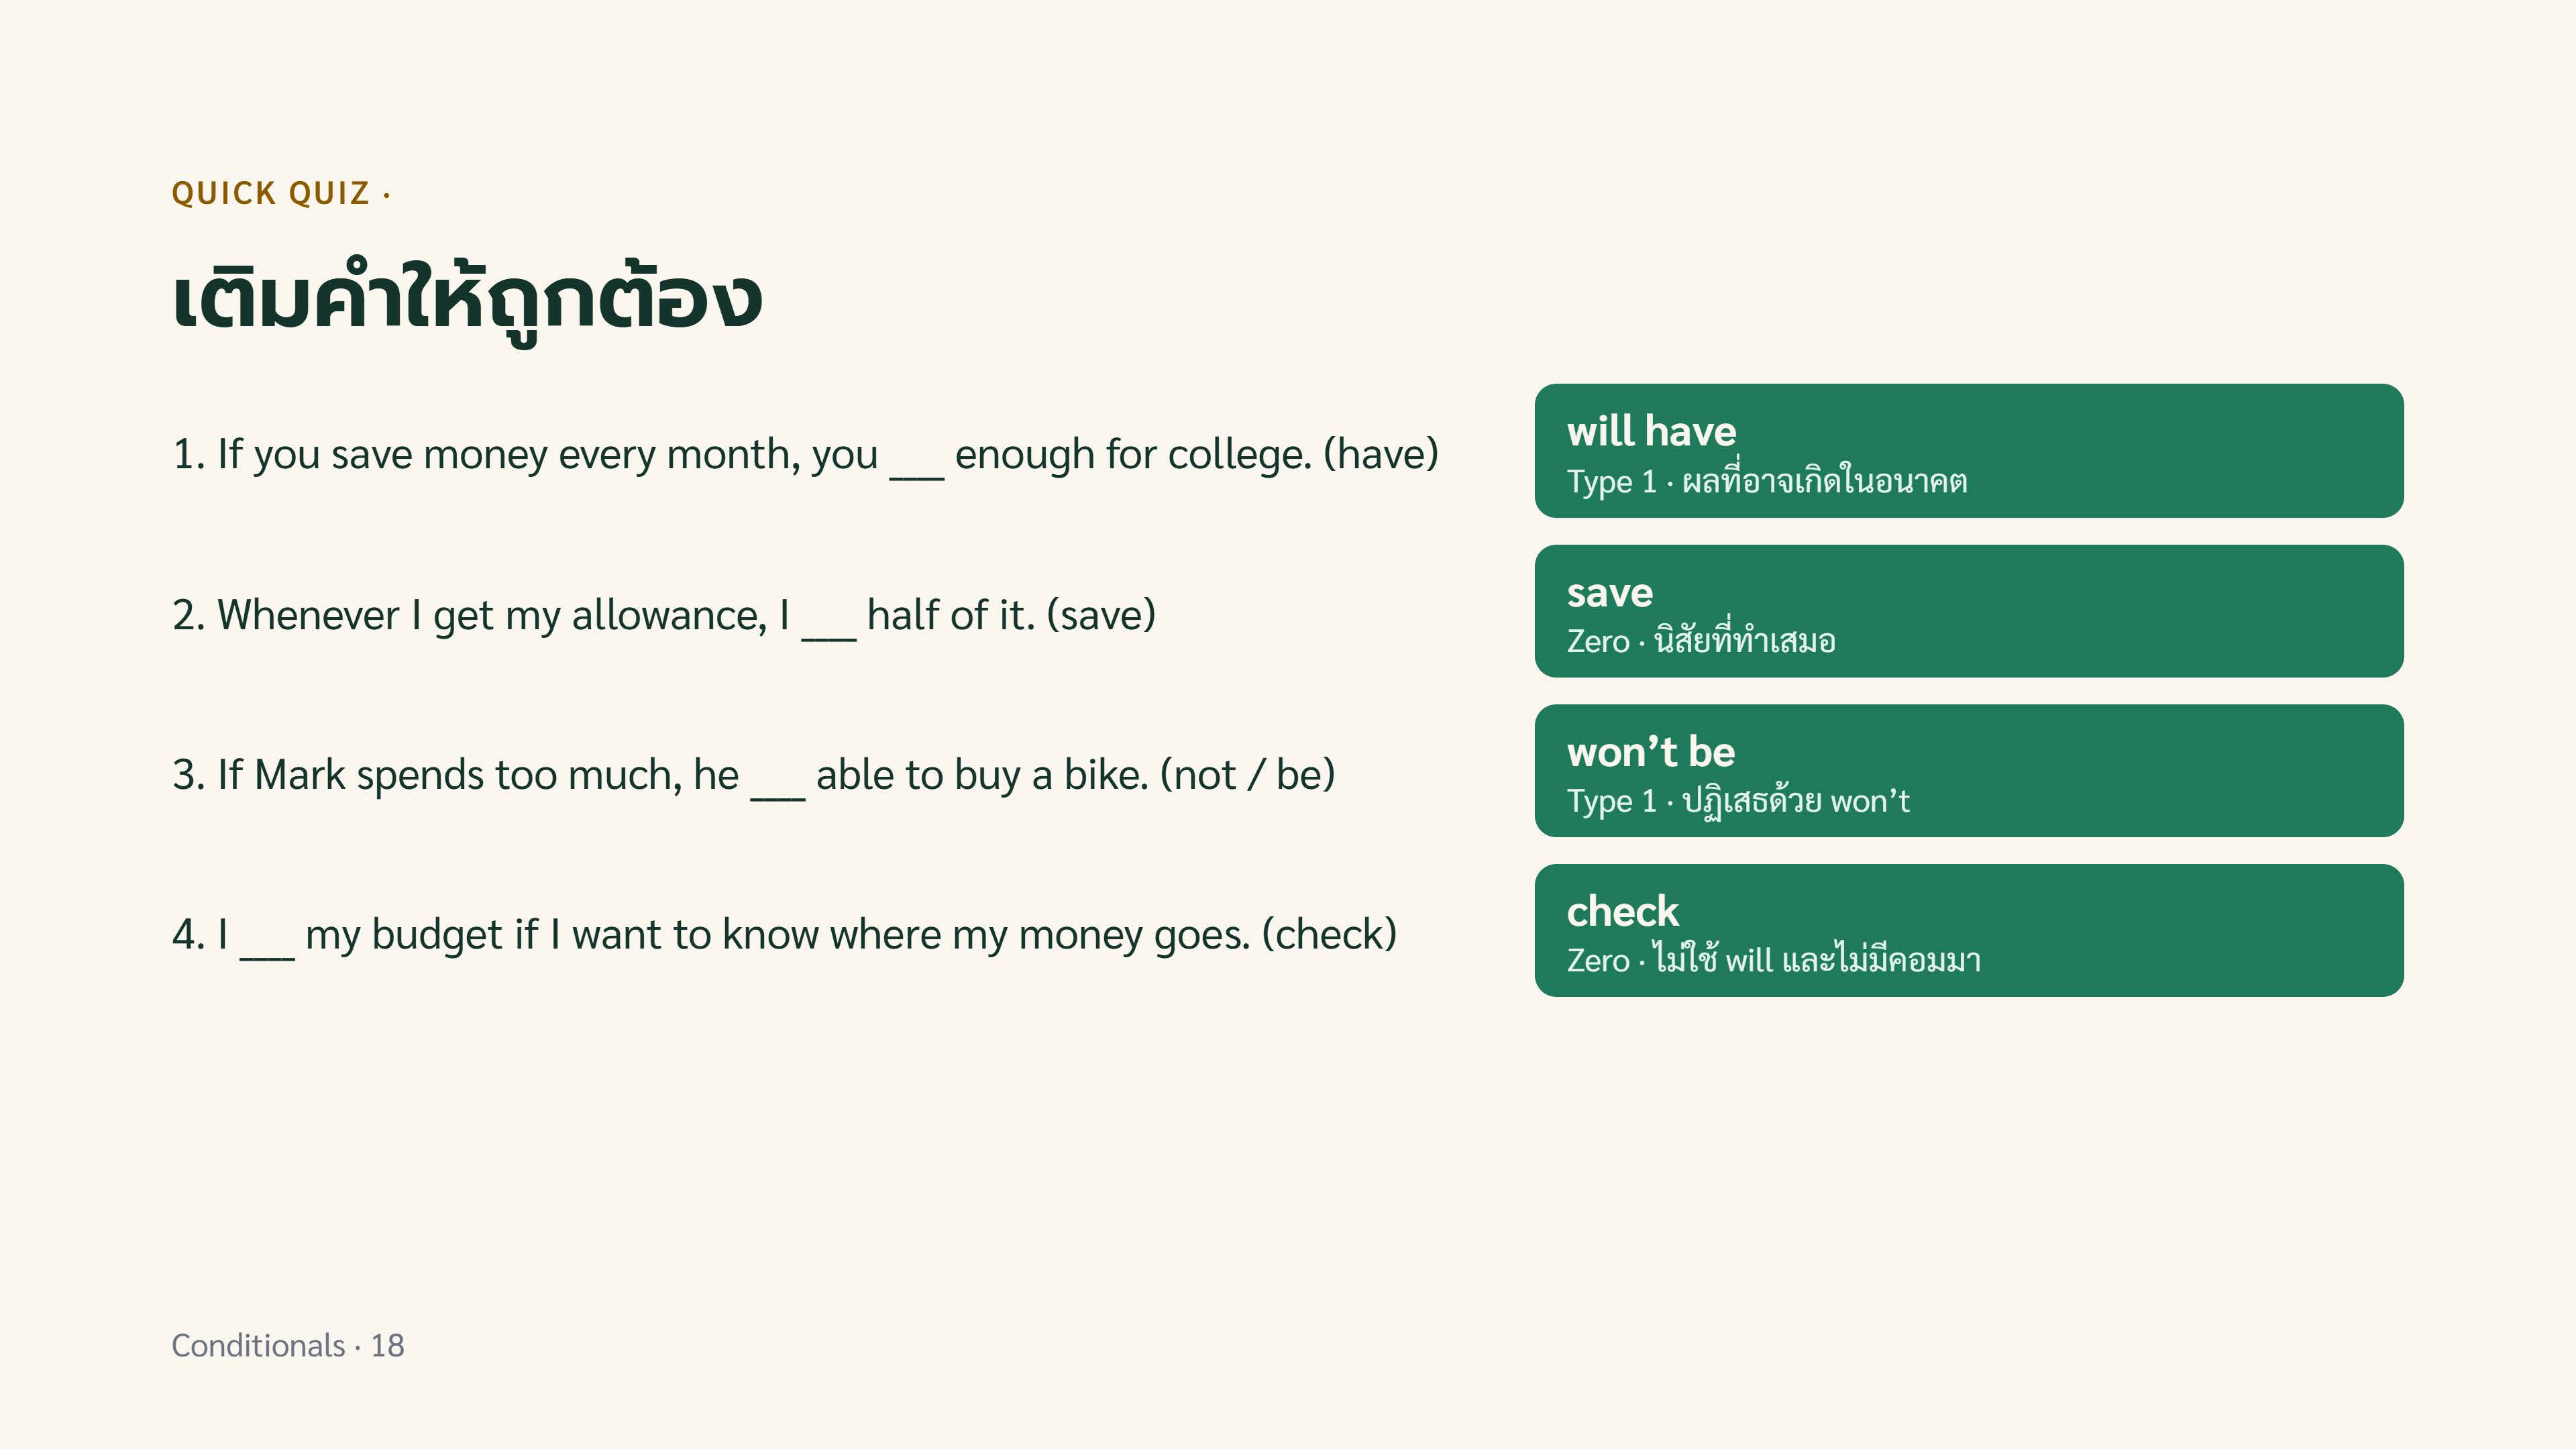 QUICK QUIZ ·
เติมคำให้ถูกต้อง
1. If you save money every month, you ___ enough for college. (have)
will have
Type 1 · ผลที่อาจเกิดในอนาคต
2. Whenever I get my allowance, I ___ half of it. (save)
save
Zero · นิสัยที่ทำเสมอ
3. If Mark spends too much, he ___ able to buy a bike. (not / be)
won’t be
Type 1 · ปฏิเสธด้วย won’t
4. I ___ my budget if I want to know where my money goes. (check)
check
Zero · ไม่ใช้ will และไม่มีคอมมา
Conditionals · 18